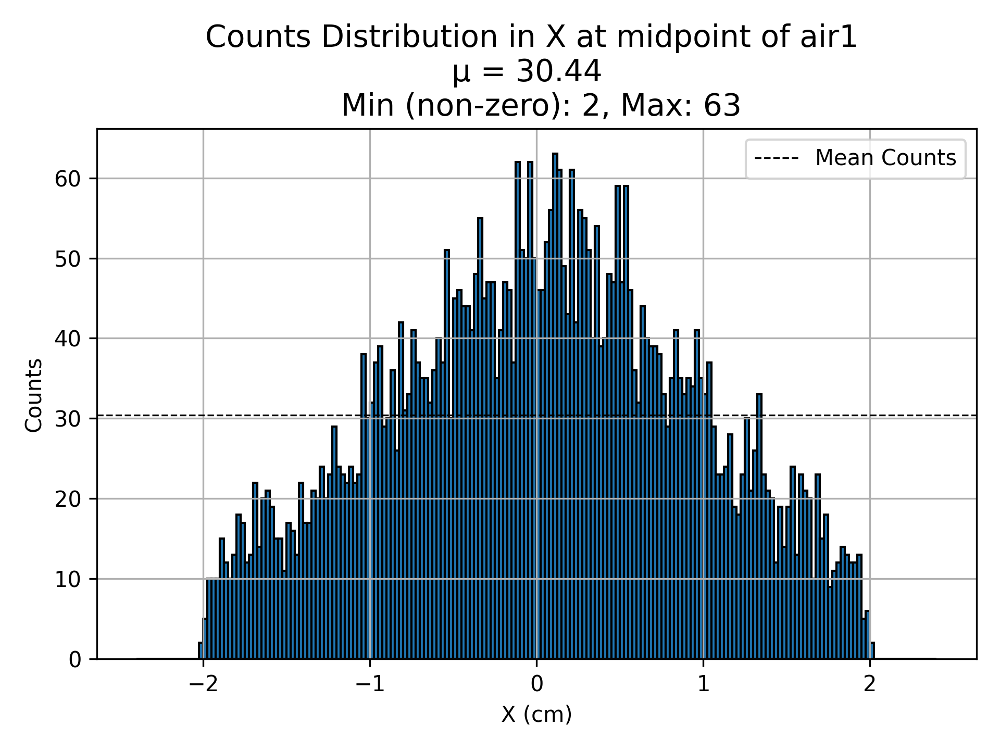 Counts Distribution in X at midpoint of air1
μ = 30.44
Min (non-zero): 2, Max: 63
Mean Counts
60
50
40
30
20
10
0
Counts
−2
−1
0
1
2
X (cm)